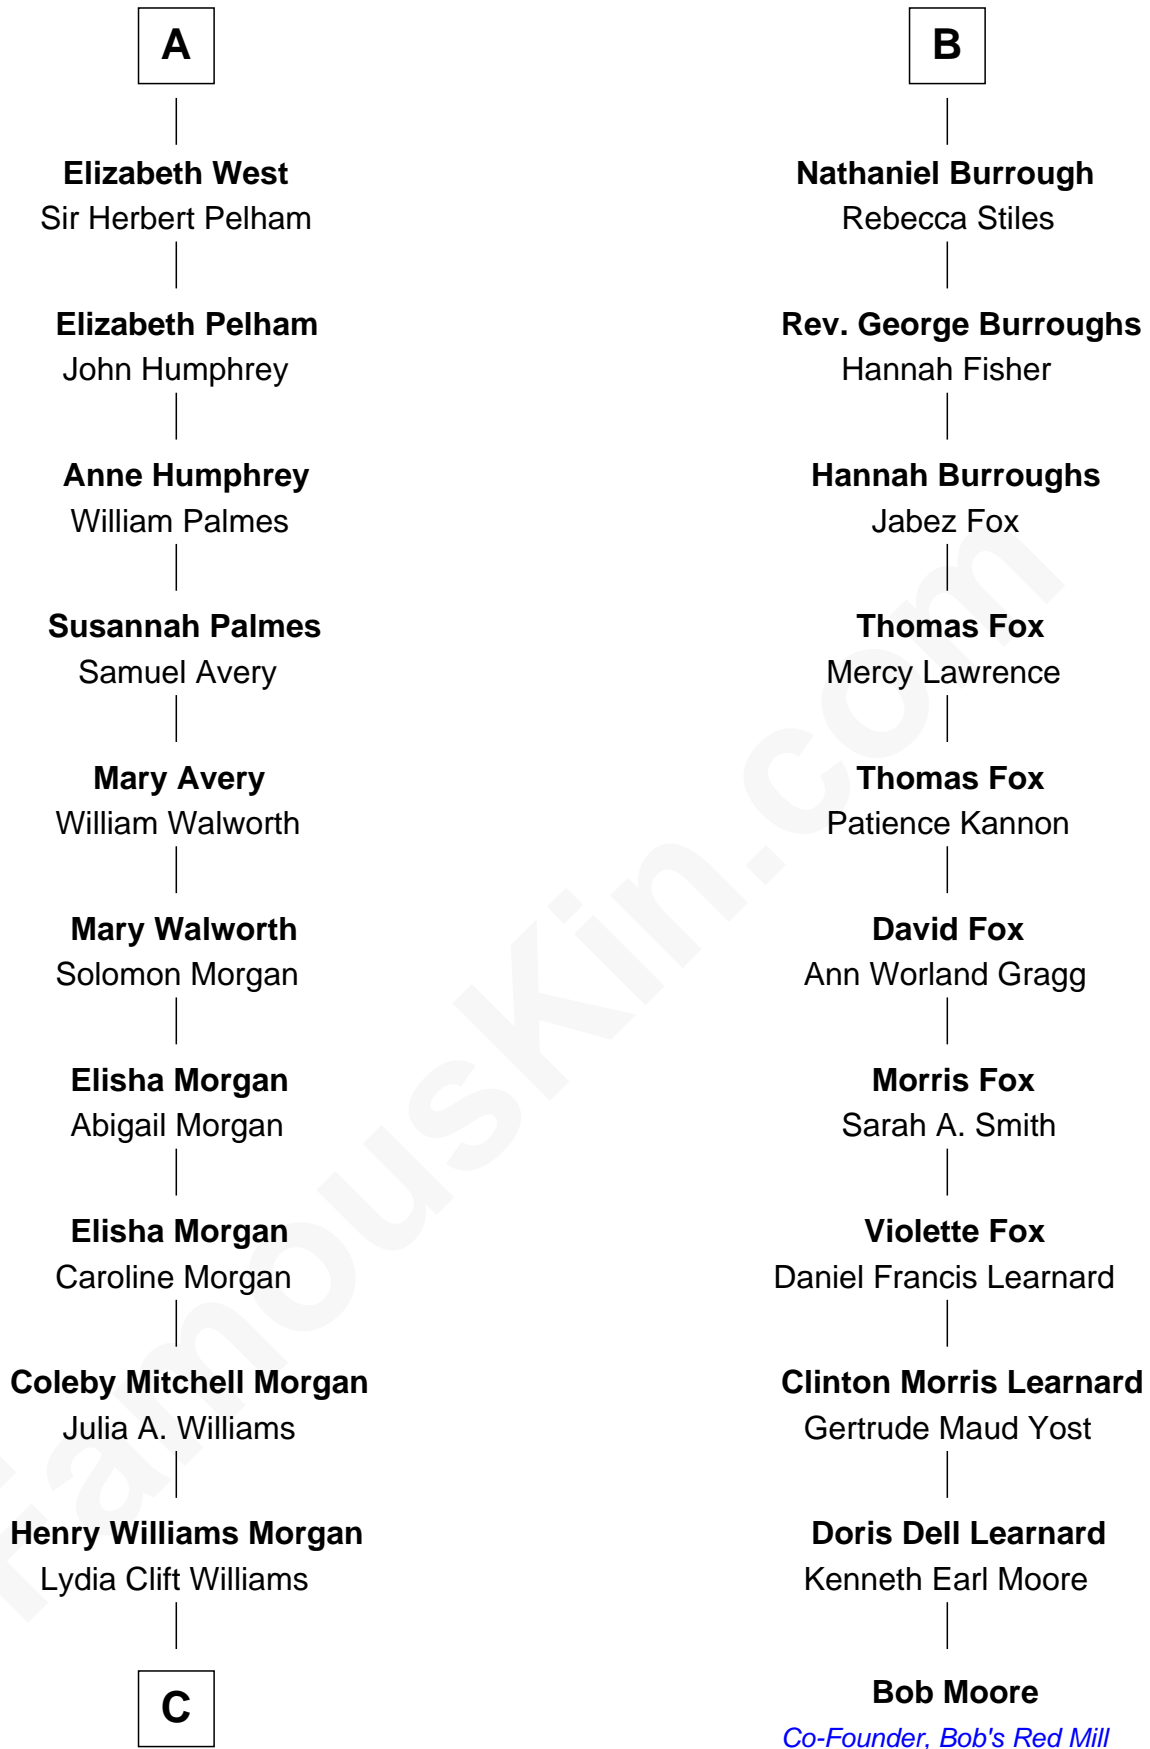 A
Elizabeth West
Sir Herbert Pelham
Elizabeth Pelham
John Humphrey
Anne Humphrey
William Palmes
Susannah Palmes
Samuel Avery
Mary Avery
William Walworth
Mary Walworth
Solomon Morgan
Elisha Morgan
Abigail Morgan
Elisha Morgan
Caroline Morgan
Coleby Mitchell Morgan
Julia A. Williams
Henry Williams Morgan
Lydia Clift Williams
C
B
Nathaniel Burrough
Rebecca Stiles
Rev. George Burroughs
Hannah Fisher
Hannah Burroughs
Jabez Fox
Thomas Fox
Mercy Lawrence
Thomas Fox
Patience Kannon
David Fox
Ann Worland Gragg
Morris Fox
Sarah A. Smith
Violette Fox
Daniel Francis Learnard
Clinton Morris Learnard
Gertrude Maud Yost
Doris Dell Learnard
Kenneth Earl Moore
Bob Moore
Co-Founder, Bob's Red Mill
FamousKin.com